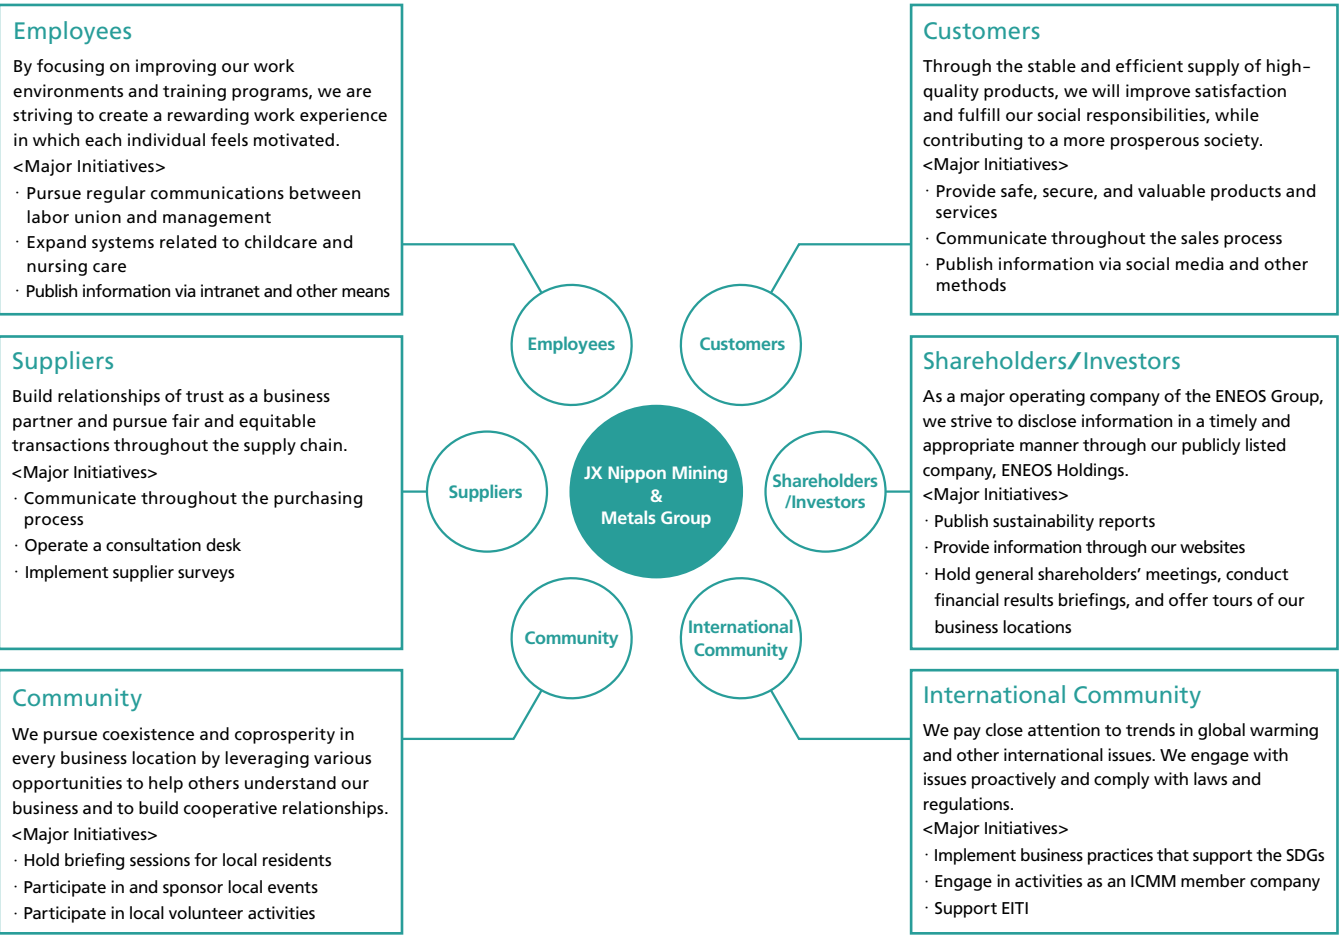 Employees
By focusing on improving our work
environments and training programs, we are
striving to create a rewarding work experience
in which each individual feels motivated.
<Major Initiatives>
· Pursue regular communications between
labor union and management
· Expand systems related to childcare and
nursing care
· Publish information via intranet and other means
Suppliers
Build relationships of trust as a business
partner and pursue fair and equitable
transactions throughout the supply chain.
<Major Initiatives>
· Communicate throughout the purchasing
process
· Operate a consultation desk
· Implement supplier surveys
Community
We pursue coexistence and coprosperity in
every business location by leveraging various
opportunities to help others understand our
business and to build cooperative relationships.
<Major Initiatives>
· Hold briefing sessions for local residents
· Participate in and sponsor local events
· Participate in local volunteer activities
Employees
Customers
Suppliers
JX Nippon Mining
&
Metals Group
Shareholders
/Investors
Community
International
Community
Customers
Through the stable and efficient supply of high-
quality products, we will improve satisfaction
and fulfill our social responsibilities, while
contributing to a more prosperous society.
<Major Initiatives>
· Provide safe, secure, and valuable products and
services
· Communicate throughout the sales process
· Publish information via social media and other
methods
Shareholders/Investors
As a major operating company of the ENEOS Group,
we strive to disclose information in a timely and
appropriate manner through our publicly listed
company, ENEOS Holdings.
<Major Initiatives>
· Publish sustainability reports
· Provide information through our websites
· Hold general shareholders’ meetings, conduct
financial results briefings, and offer tours of our
business locations
International Community
We pay close attention to trends in global warming
and other international issues. We engage with
issues proactively and comply with laws and
regulations.
<Major Initiatives>
· Implement business practices that support the SDGs
· Engage in activities as an ICMM member company
· Support EITI